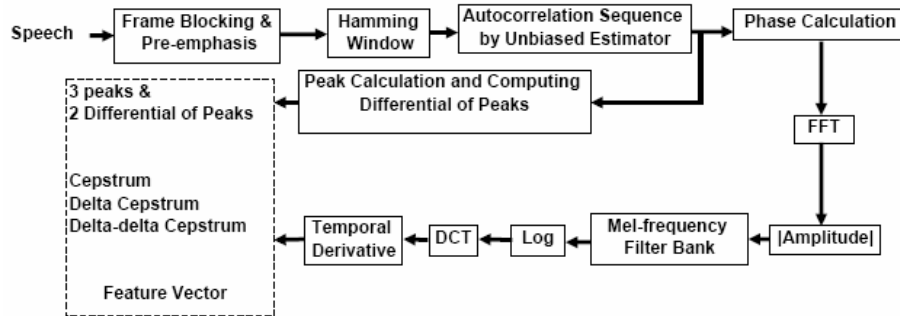 Speech
Frame Blocking &
Pre-emphasis
Hamming
Window
Autocorrelation Sequence
by Unbiased Estimator
Phase Calculation
3 peaks &
2 Differential of Peaks
Peak Calculation and Computing
Differential of Peaks
FFT
Cepstrum
Delta Cepstrum
Delta-delta Cepstrum
Temporal
Derivative
DCT
Log
Mel-frequency
Filter Bank
|Amplitude|
Feature Vector